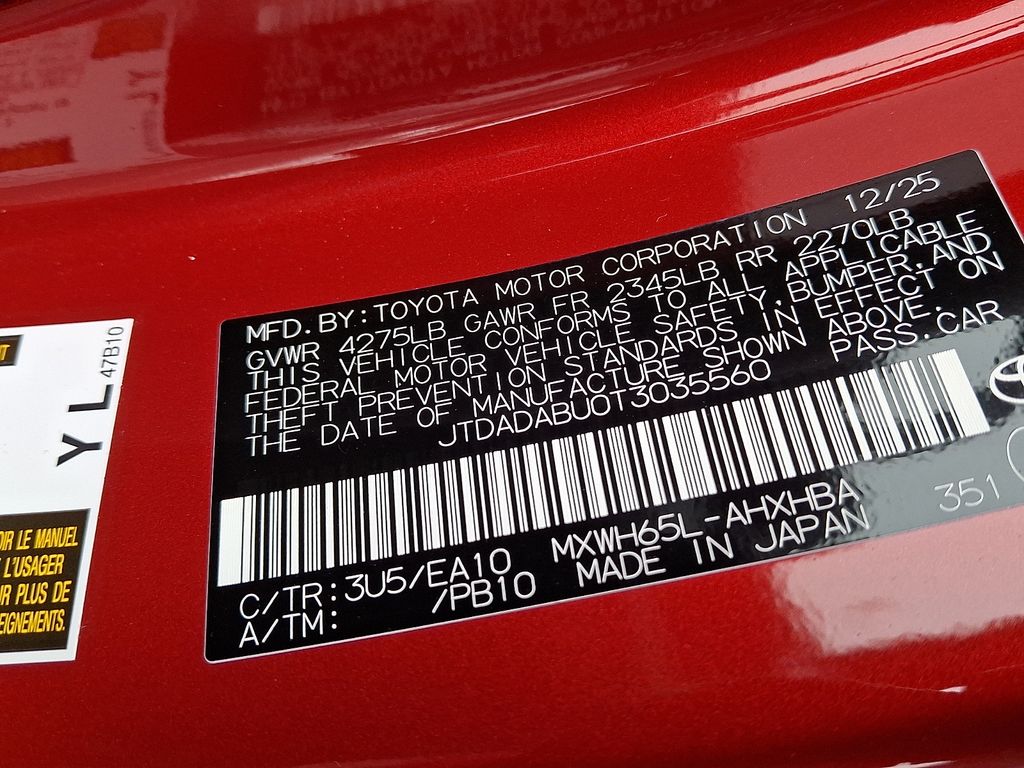 MFD.BY:TOYOTA MOTOR CORPORATION 12/25
GVWR 4275LB GAWR FR 2345LB RR 2270LB
THIS VEHICLE CONFORMS TO ALL APPLICABLE
FEDERAL MOTOR VEHICLE SAFETY,BUMPER,AND
THEFT PREVENTION STANDARDS IN EFFECT ON
THE DATE OF MANUFACTURE SHOWN ABOVE.
JTDADABU0T3035560 PASS.CAR
C/TR:3U5/EA10 MXWH65L-AHXHBA 351
A/TM: /PB10 MADE IN JAPAN
YL
47B10
LE MANUEL
L'USAGER
PLUS DE